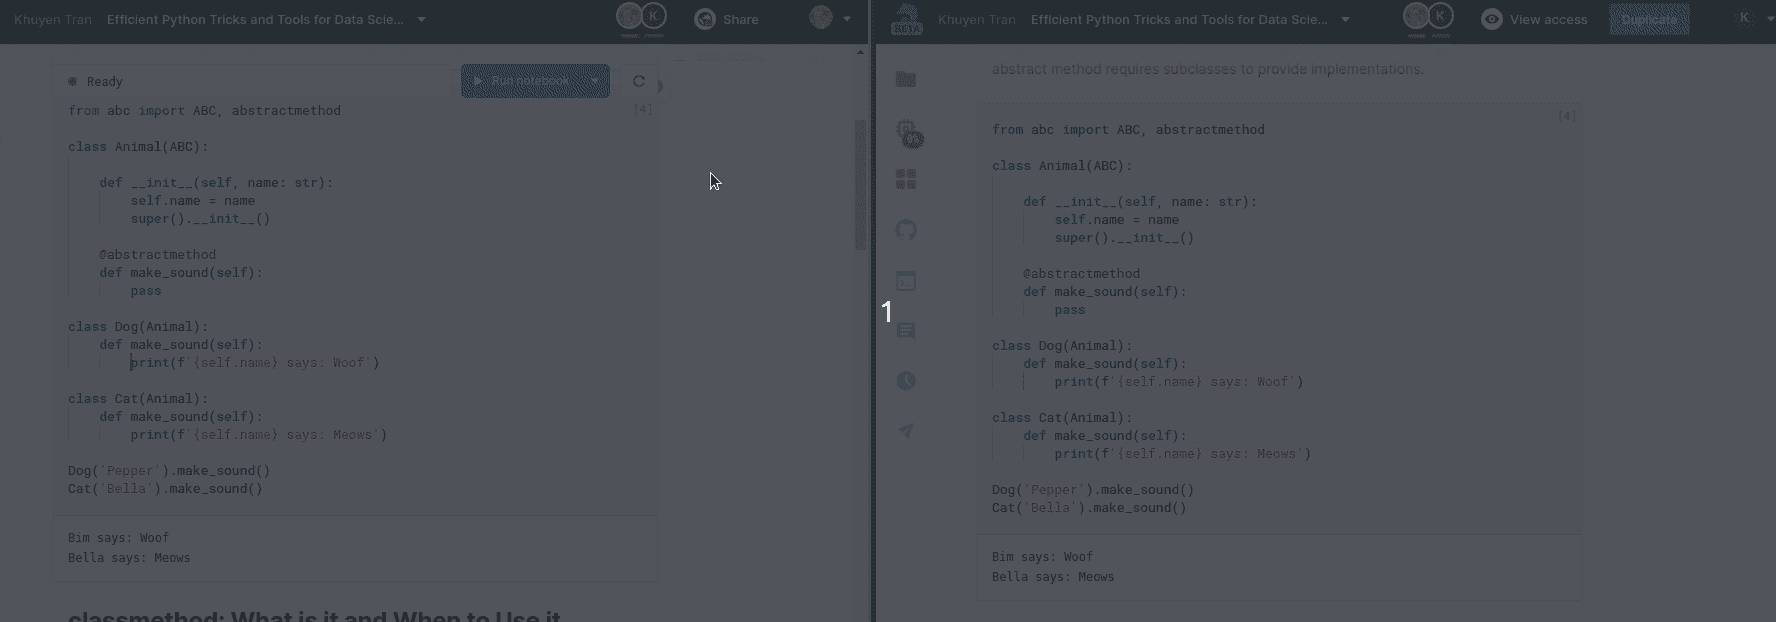 Khuyen Tran Efficient Python Tricks and Tools for Data Scie...
K
Share
Ready
Run notebook
from abc import ABC, abstractmethod
[4]
class Animal(ABC):
def __init__(self, name: str):
self.name = name
super().__init__()
@abstractmethod
def make_sound(self):
pass
class Dog(Animal):
def make_sound(self):
print(f'{self.name} says: Woof')
class Cat(Animal):
def make_sound(self):
print(f'{self.name} says: Meows')
Dog('Pepper').make_sound()
Cat('Bella').make_sound()
Bim says: Woof
Bella says: Meows
classmethod: What is it and When to Use it
1
BETA
Khuyen Tran Efficient Python Tricks and Tools for Data Scie...
K
View access
Duplicate
K
abstract method requires subclasses to provide implementations.
[4]
from abc import ABC, abstractmethod
class Animal(ABC):
def __init__(self, name: str):
self.name = name
super().__init__()
@abstractmethod
def make_sound(self):
pass
class Dog(Animal):
def make_sound(self):
print(f'{self.name} says: Woof')
class Cat(Animal):
def make_sound(self):
print(f'{self.name} says: Meows')
Dog('Pepper').make_sound()
Cat('Bella').make_sound()
Bim says: Woof
Bella says: Meows